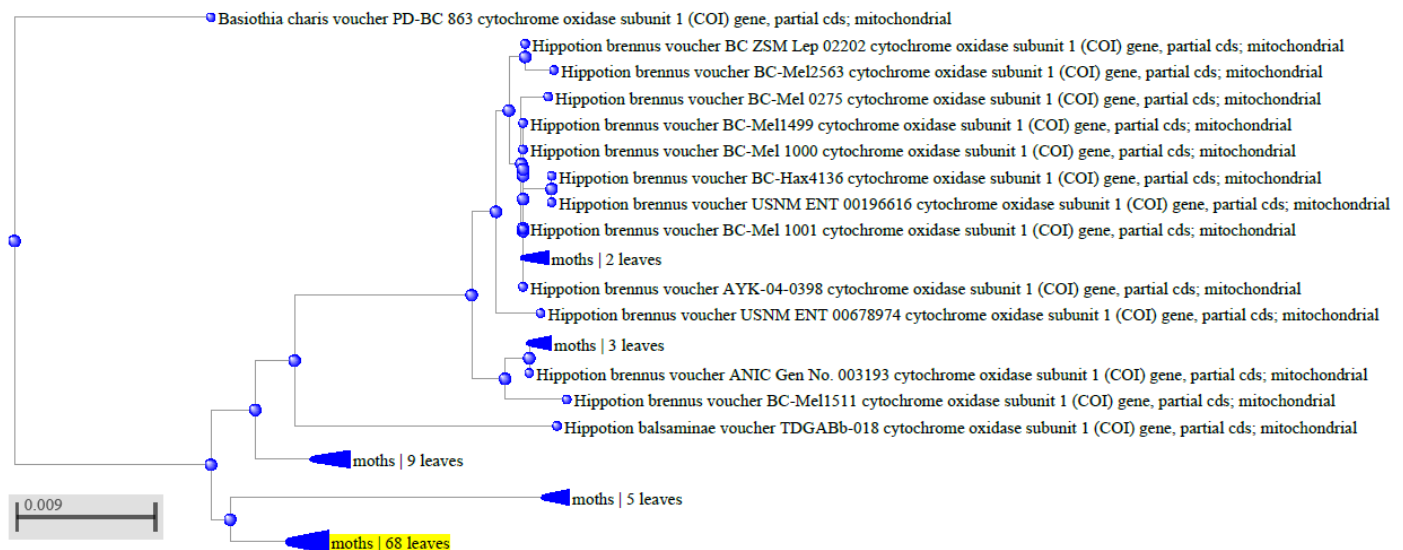 Basiothia charis voucher PD-BC 863 cytochrome oxidase subunit 1 (COI) gene, partial cds; mitochondrial
Hippotion brennus voucher BC ZSM Lep 02202 cytochrome oxidase subunit 1 (COI) gene, partial cds; mitochondrial
Hippotion brennus voucher BC-Mel2563 cytochrome oxidase subunit 1 (COI) gene, partial cds; mitochondrial
Hippotion brennus voucher BC-Mel 0275 cytochrome oxidase subunit 1 (COI) gene, partial cds; mitochondrial
Hippotion brennus voucher BC-Mel1499 cytochrome oxidase subunit 1 (COI) gene, partial cds; mitochondrial
Hippotion brennus voucher BC-Mel 1000 cytochrome oxidase subunit 1 (COI) gene, partial cds; mitochondrial
Hippotion brennus voucher BC-Hax4136 cytochrome oxidase subunit 1 (COI) gene, partial cds; mitochondrial
Hippotion brennus voucher USNM ENT 00196616 cytochrome oxidase subunit 1 (COI) gene, partial cds; mitochondrial
Hippotion brennus voucher BC-Mel 1001 cytochrome oxidase subunit 1 (COI) gene, partial cds; mitochondrial
moths | 2 leaves
Hippotion brennus voucher AYK-04-0398 cytochrome oxidase subunit 1 (COI) gene, partial cds; mitochondrial
Hippotion brennus voucher USNM ENT 00678974 cytochrome oxidase subunit 1 (COI) gene, partial cds; mitochondrial
moths | 3 leaves
Hippotion brennus voucher ANIC Gen No. 003193 cytochrome oxidase subunit 1 (COI) gene, partial cds; mitochondrial
Hippotion brennus voucher BC-Mel1511 cytochrome oxidase subunit 1 (COI) gene, partial cds; mitochondrial
Hippotion balsaminae voucher TDGABb-018 cytochrome oxidase subunit 1 (COI) gene, partial cds; mitochondrial
moths | 9 leaves
moths | 5 leaves
0.009
moths | 68 leaves